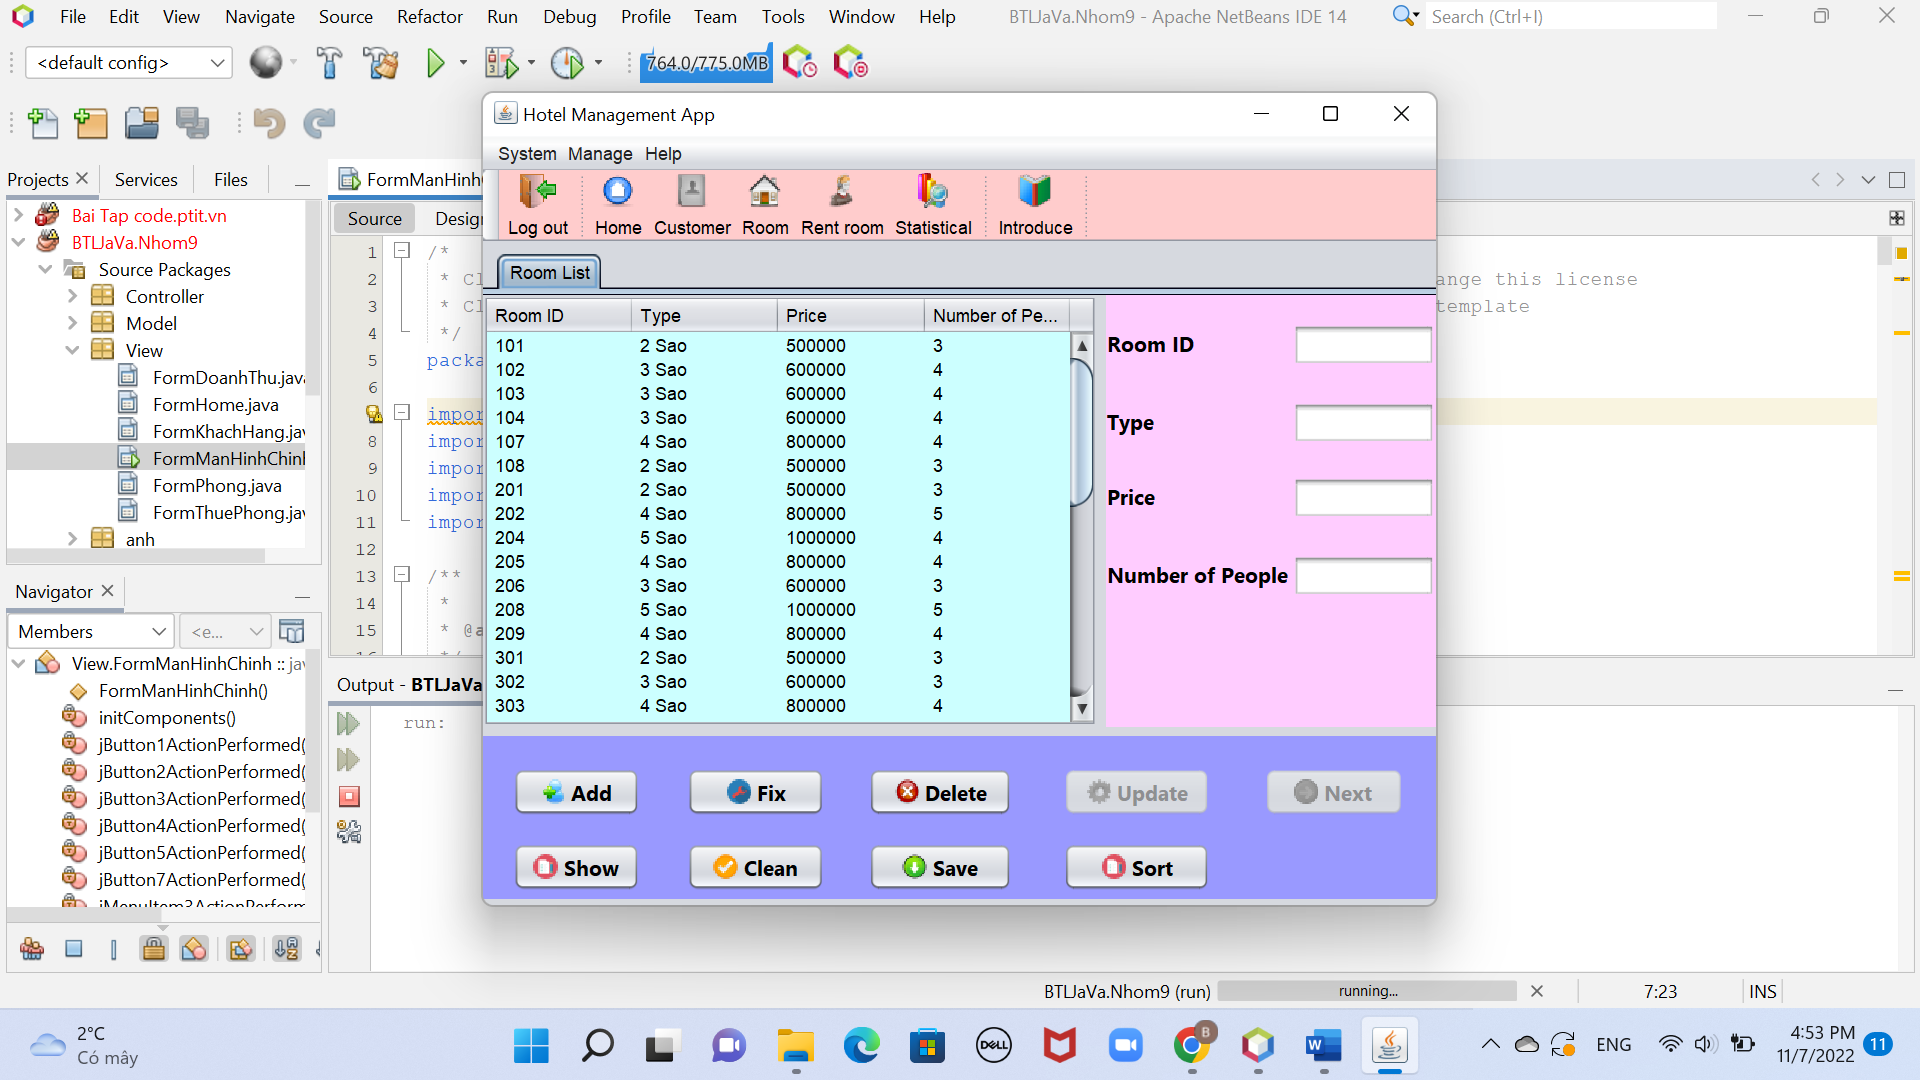 File Edit View Navigate Source Refactor Run Debug Profile Team Tools Window Help BTLJaVa.Nhom9 - Apache NetBeans IDE 14 Search (Ctrl+I)
<default config> 764.0/775.0MB
Projects Services Files
Bai Tap code.ptit.vn
BTLJaVa.Nhom9
Source Packages
Controller
Model
View
FormDoanhThu.java
FormHome.java
FormKhachHang.jav
FormManHinhChinh
FormPhong.java
FormThuePhong.jav
anh
Navigator
Members <e...
View.FormManHinhChinh :: jav
FormManHinhChinh()
initComponents()
jButton1ActionPerformed(
jButton2ActionPerformed(
jButton3ActionPerformed(
jButton4ActionPerformed(
jButton5ActionPerformed(
jButton7ActionPerformed(
jMenuItem3ActionPerform
FormManHinhC
Source Design
1 /*
2 * Cl ange this license
3 * Cl template
4 */
5 packa
6
impor
8 impor
9 impor
10 impor
11 impor
12
13 /**
14 *
15 * @a
16 */
Output - BTLJaVa
run:
Hotel Management App
System Manage Help
Log out Home Customer Room Rent room Statistical Introduce
Room List
Room ID Type Price Number of Pe...
101 2 Sao 500000 3
102 3 Sao 600000 4
103 3 Sao 600000 4
104 3 Sao 600000 4
107 4 Sao 800000 4
108 2 Sao 500000 3
201 2 Sao 500000 3
202 4 Sao 800000 5
204 5 Sao 1000000 4
205 4 Sao 800000 4
206 3 Sao 600000 3
208 5 Sao 1000000 5
209 4 Sao 800000 4
301 2 Sao 500000 3
302 3 Sao 600000 3
303 4 Sao 800000 4
Room ID
Type
Price
Number of People
Add Fix Delete Update Next
Show Clean Save Sort
BTLJaVa.Nhom9 (run) running... 7:23 INS
2°C
Có mây
DELL
W
B
ENG
4:53 PM
11/7/2022
11